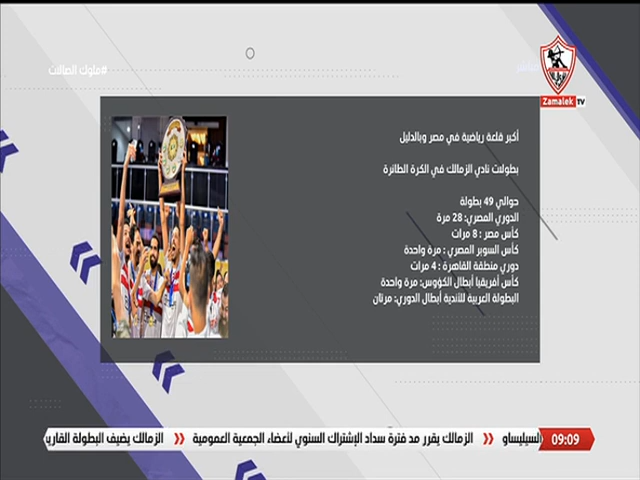 #ملوك الصالات
Zamalek TV
أكبر قلعة رياضية في مصر وبالدليل
بطولات نادي الزمالك في الكرة الطائرة
حوالي 49 بطولة
الدوري المصري: 28 مرة
كأس مصر : 8 مرات
كأس السوبر المصري : مرة واحدة
دوري منطقة القاهرة : 4 مرات
كأس أفريقيا أبطال الكؤوس: مرة واحدة
البطولة العربية للأندية أبطال الدوري: مرتان
09:09 السيليساو » الزمالك يقرر مد فترة سداد الإشتراك السنوي لأعضاء الجمعية العمومية » الزمالك يضيف البطولة القارية